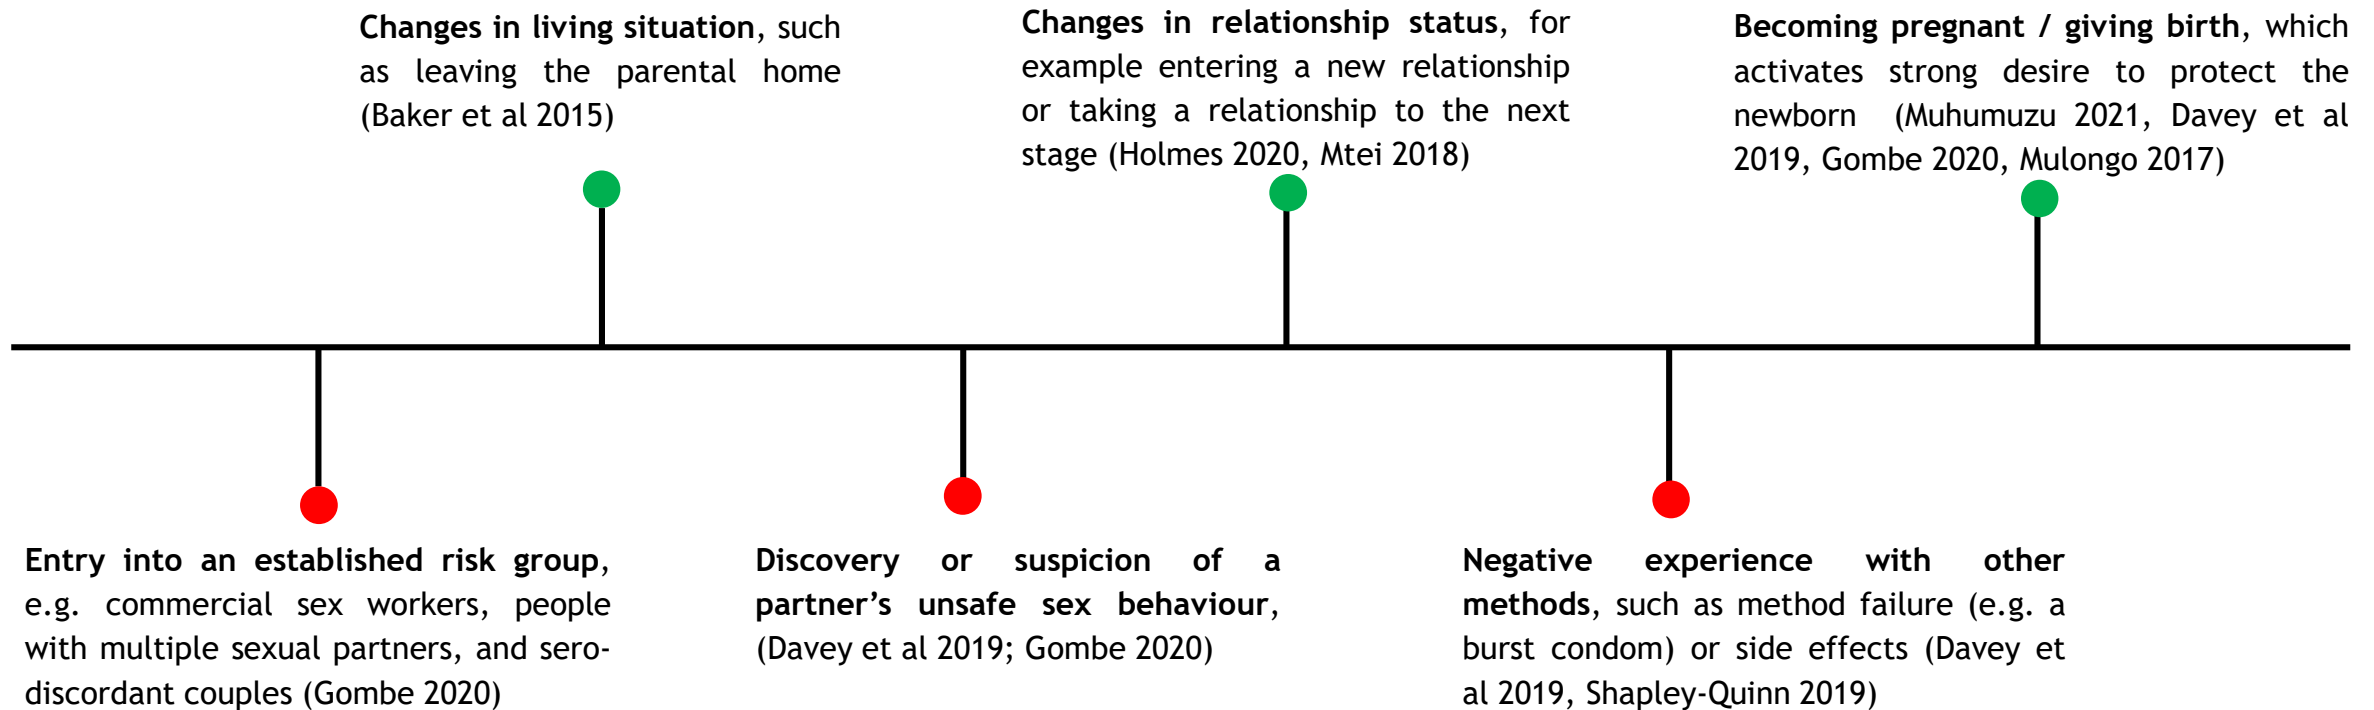 Changes in living situation, such
as leaving the parental home
(Baker et al 2015)
Changes in relationship status, for
example entering a new relationship
or taking a relationship to the next
stage (Holmes 2020, Mtei 2018)
Becoming pregnant / giving birth, which
activates strong desire to protect the
newborn (Muhumuzu 2021, Davey et al
2019, Gombe 2020, Mulongo 2017)
Entry into an established risk group,
e.g. commercial sex workers, people
with multiple sexual partners, and sero-
discordant couples (Gombe 2020)
Discovery or suspicion of a
partner’s unsafe sex behaviour,
(Davey et al 2019; Gombe 2020)
Negative experience with other
methods, such as method failure (e.g. a
burst condom) or side effects (Davey et
al 2019, Shapley-Quinn 2019)